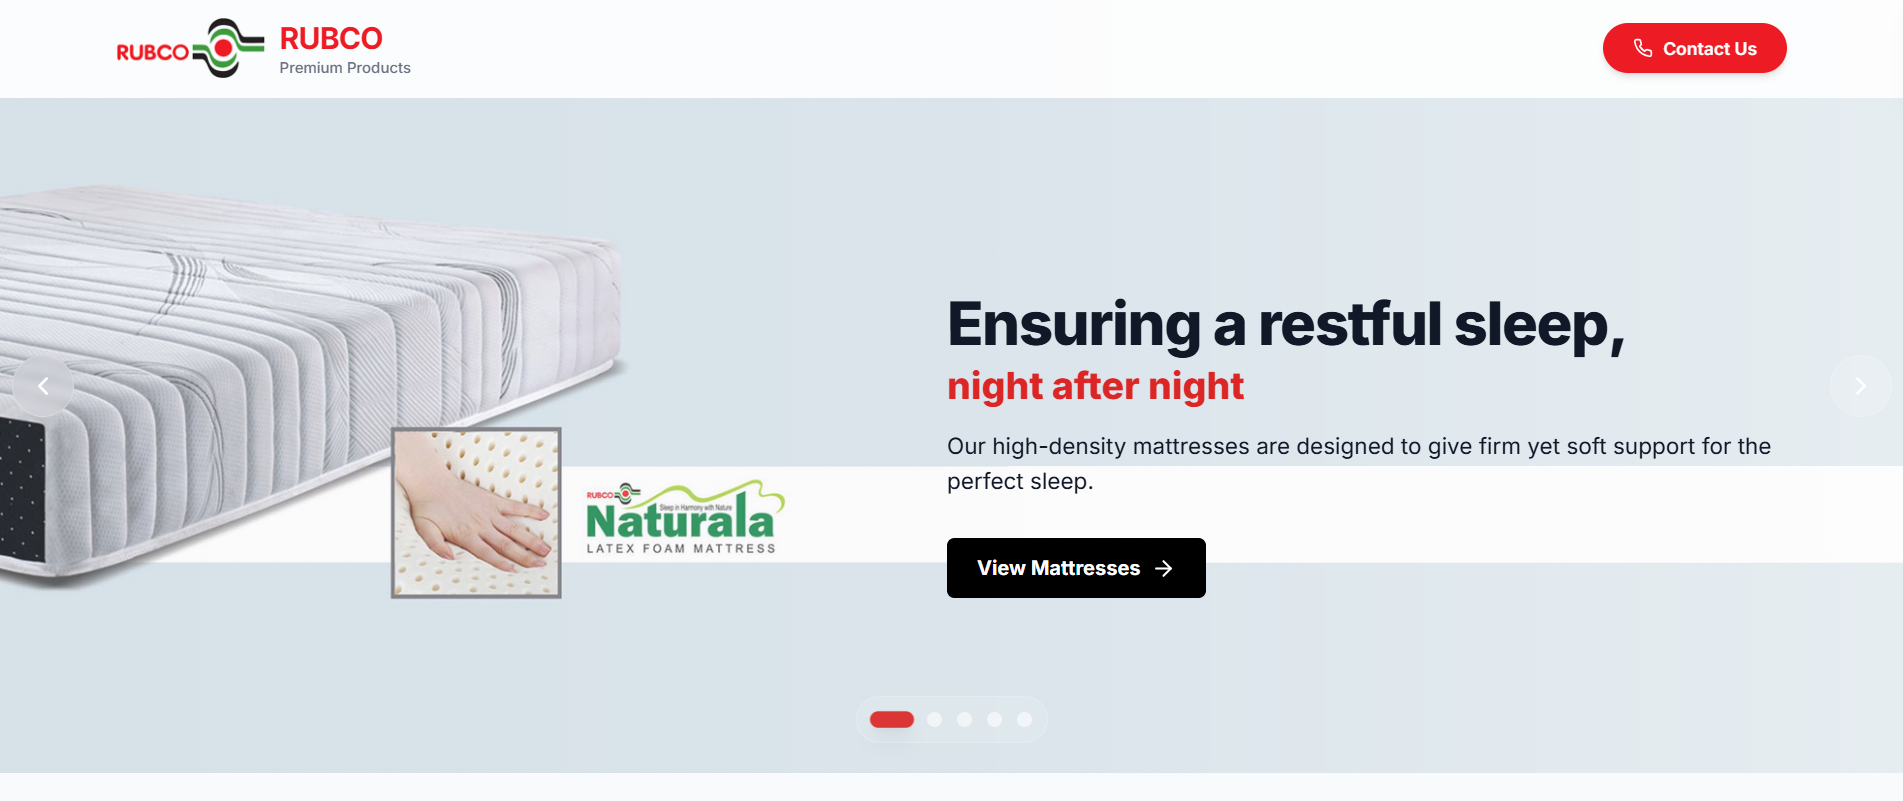 RUBCO
RUBCO
Premium Products
Contact Us
Ensuring a restful sleep,
night after night
Our high-density mattresses are designed to give firm yet soft support for the
perfect sleep.
RUBCO
Sleep in Harmony with Nature
Naturala
LATEX FOAM MATTRESS
View Mattresses